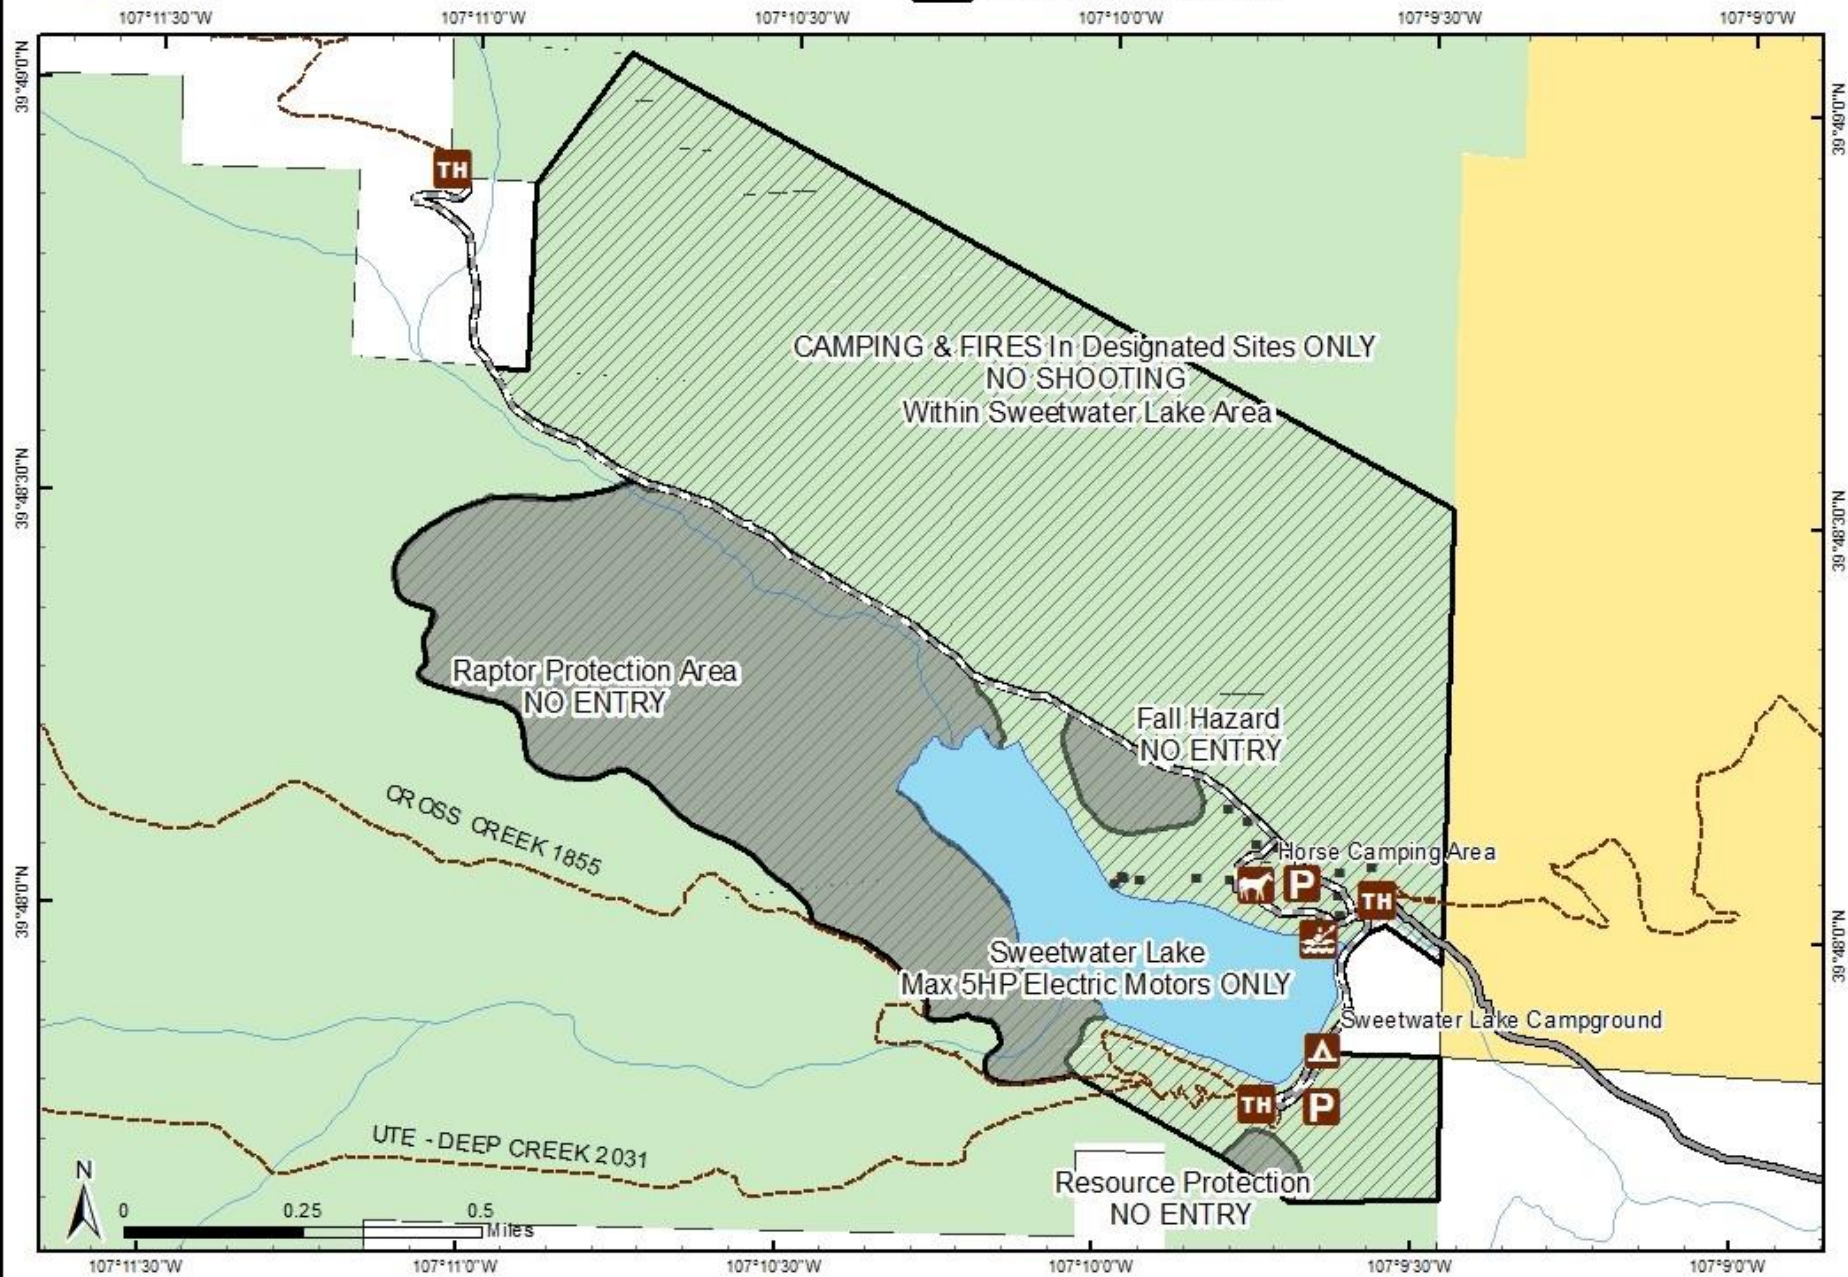 107°11'30"W 107°11'0"W 107°10'30"W 107°10'0"W 107°9'30"W 107°9'0"W
39°49'0"N
39°49'0"N
TH
CAMPING & FIRES In Designated Sites ONLY
NO SHOOTING
Within Sweetwater Lake Area
39°48'30"N
39°48'30"N
Raptor Protection Area
NO ENTRY
Fall Hazard
NO ENTRY
CROSS CREEK 1855
Horse Camping Area
P
TH
39°48'0"N
39°48'0"N
Sweetwater Lake
Max 5HP Electric Motors ONLY
Sweetwater Lake Campground
TH P
UTE - DEEP CREEK 2031
Resource Protection
NO ENTRY
N
0 0.25 0.5
Miles
107°11'30"W 107°11'0"W 107°10'30"W 107°10'0"W 107°9'30"W 107°9'0"W